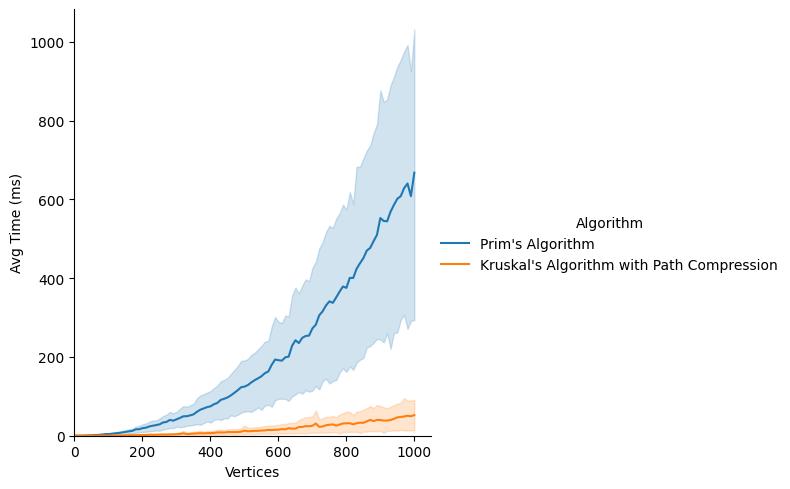 1000
800
600
400
200
0
Avg Time (ms)
0 200 400 600 800 1000
Vertices
Algorithm
Prim's Algorithm
Kruskal's Algorithm with Path Compression